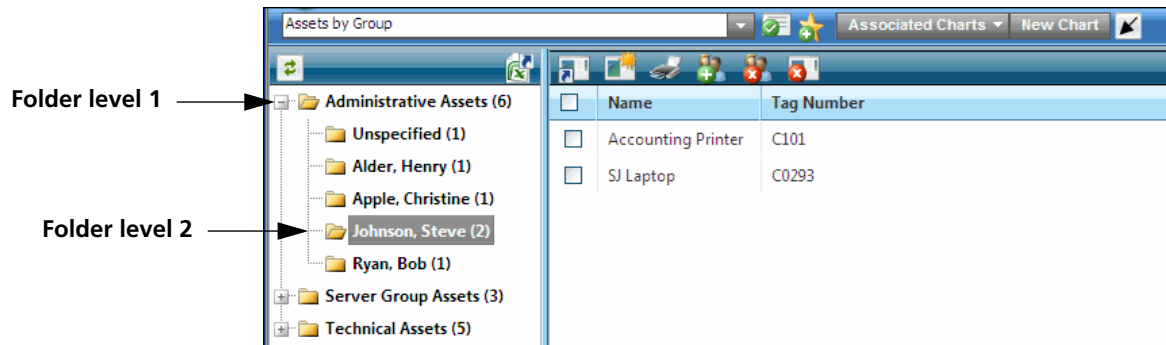 Assets by Group
Associated Charts New Chart
Folder level 1
Administrative Assets (6)
Name Tag Number
Unspecified (1)
Accounting Printer C101
Alder, Henry (1)
SJ Laptop C0293
Apple, Christine (1)
Folder level 2
Johnson, Steve (2)
Ryan, Bob (1)
Server Group Assets (3)
Technical Assets (5)